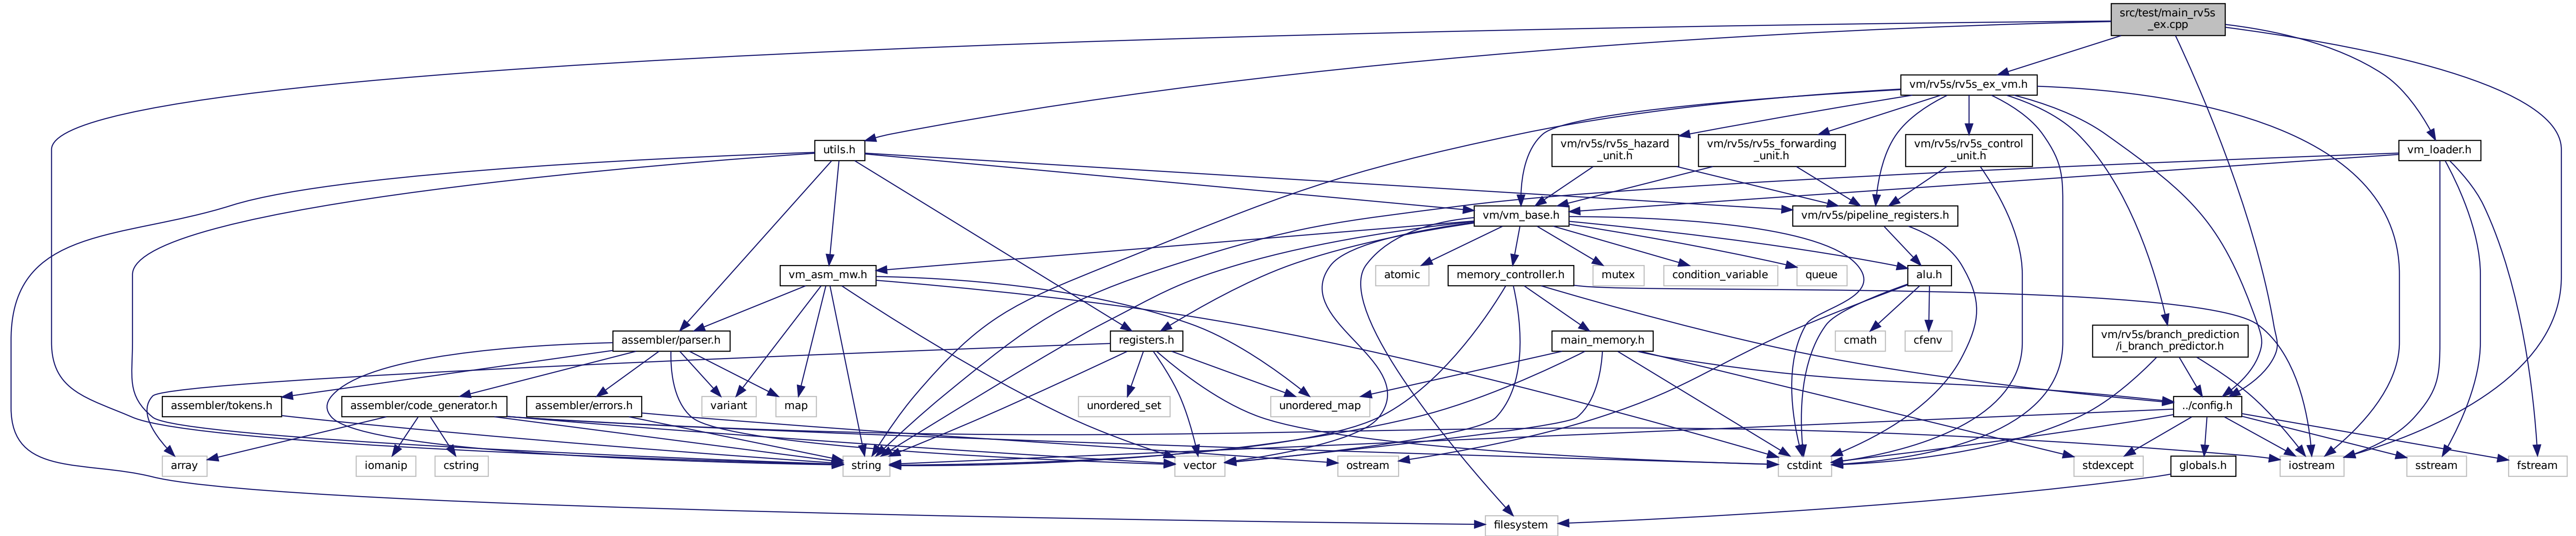 src/test/main_rv5s
_ex.cpp
vm/rv5s/rv5s_ex_vm.h
utils.h
vm/rv5s/rv5s_hazard
_unit.h
vm/rv5s/rv5s_forwarding
_unit.h
vm/rv5s/rv5s_control
_unit.h
vm_loader.h
vm/vm_base.h
vm/rv5s/pipeline_registers.h
vm_asm_mw.h
atomic
memory_controller.h
mutex
condition_variable
queue
alu.h
assembler/parser.h
registers.h
main_memory.h
cmath
cfenv
vm/rv5s/branch_prediction
/i_branch_predictor.h
assembler/tokens.h
assembler/code_generator.h
assembler/errors.h
variant
map
unordered_set
unordered_map
../config.h
array
iomanip
cstring
string
vector
ostream
cstdint
stdexcept
globals.h
iostream
sstream
fstream
filesystem